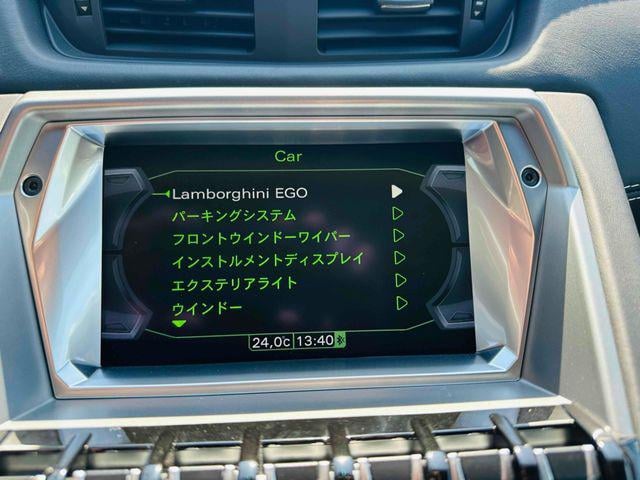 Car
Lamborghini EGO
パーキングシステム
フロントウインドーワイパー
インストルメントディスプレイ
エクステリアライト
ウインドー
24,0°c 13:40